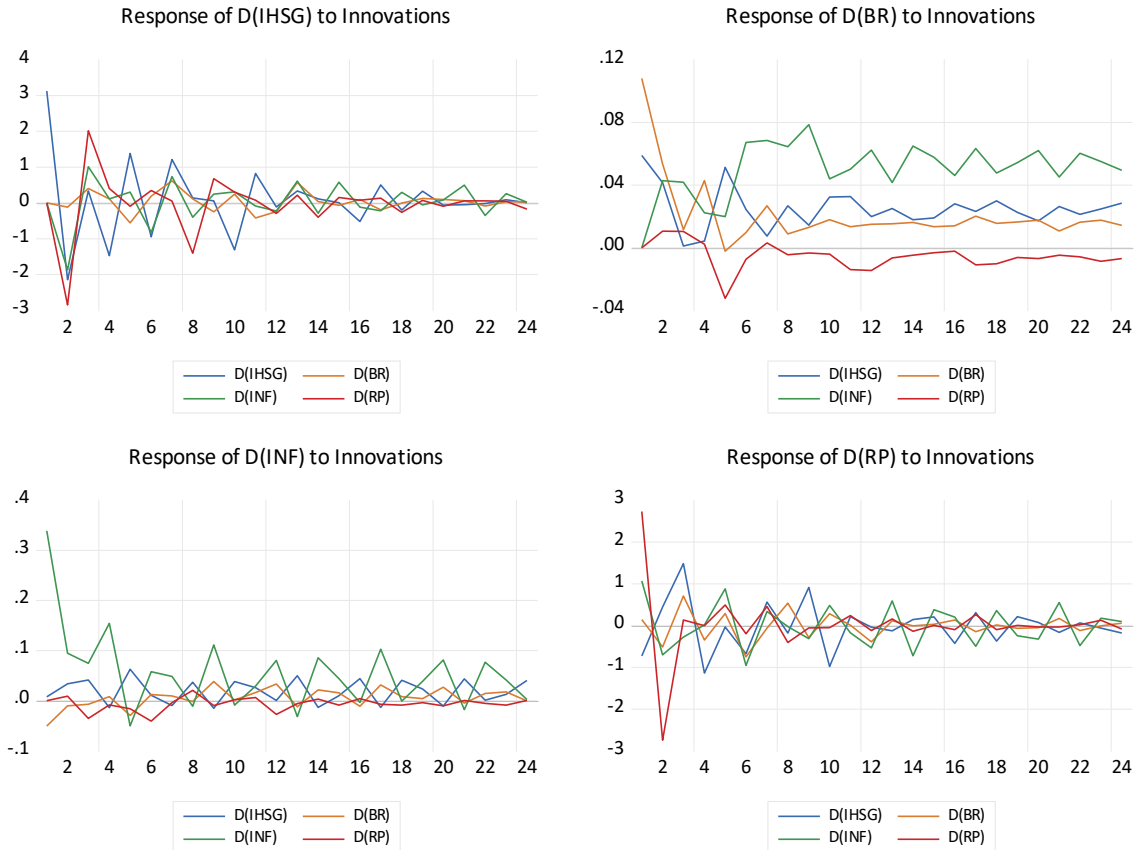 Response of D(IHSG) to Innovations
4
3
2
1
0
-1
-2
-3
2 4 6 8 10 12 14 16 18 20 22 24
D(IHSG) D(BR)
D(INF) D(RP)
Response of D(BR) to Innovations
.12
.08
.04
.00
-.04
2 4 6 8 10 12 14 16 18 20 22 24
D(IHSG) D(BR)
D(INF) D(RP)
Response of D(INF) to Innovations
.4
.3
.2
.1
.0
-.1
2 4 6 8 10 12 14 16 18 20 22 24
D(IHSG) D(BR)
D(INF) D(RP)
Response of D(RP) to Innovations
3
2
1
0
-1
-2
-3
2 4 6 8 10 12 14 16 18 20 22 24
D(IHSG) D(BR)
D(INF) D(RP)